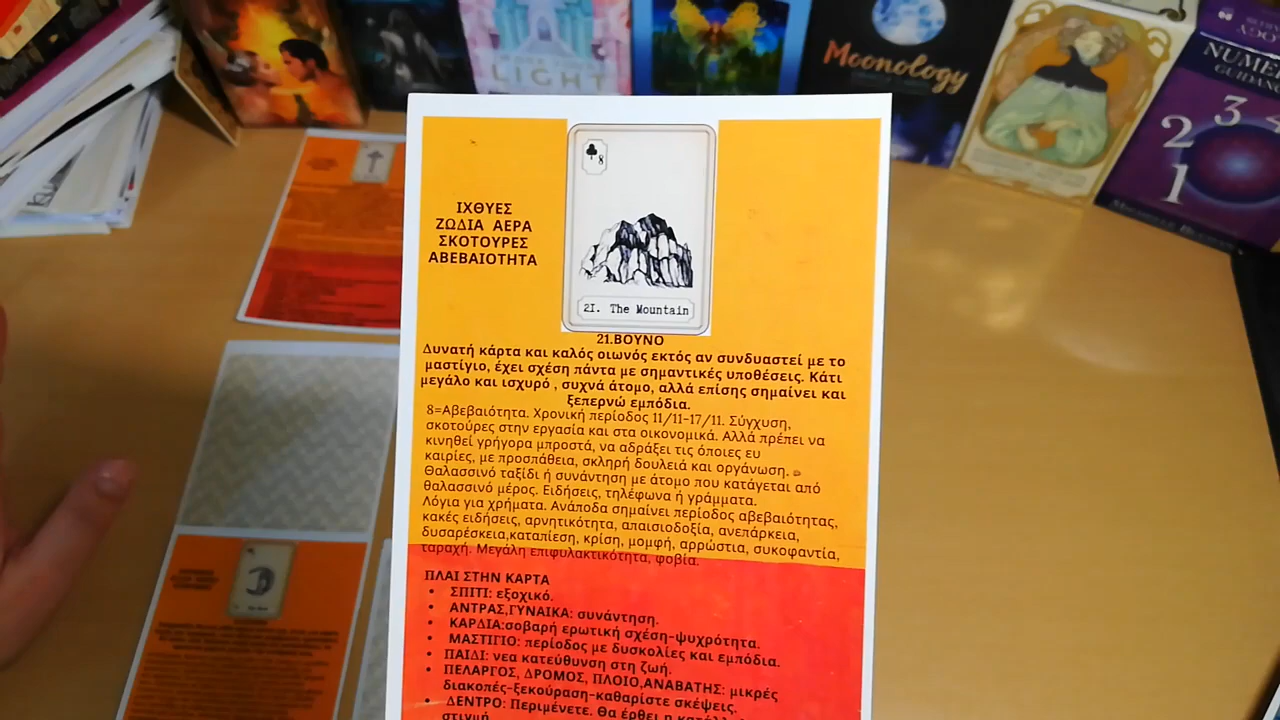 LIGHT
Moonology
NUME
GUIDANC
3
2
1
ΙΧΘΥΕΣ
ΖΩΔΙΑ ΑΕΡΑ
ΣΚΟΤΟΥΡΕΣ
ΑΒΕΒΑΙΟΤΗΤΑ
8
21. The Mountain
21.ΒΟΥΝΟ
Δυνατή κάρτα και καλός οιωνός εκτός αν συνδυαστεί με το
μαστίγιο, έχει σχέση πάντα με σημαντικές υποθέσεις. Κάτι
μεγάλο και ισχυρό , συχνά άτομο, αλλά επίσης σημαίνει και
ξεπερνώ εμπόδια.
8=Αβεβαιότητα. Χρονική περίοδος 11/11-17/11. Σύγχυση,
σκοτούρες στην εργασία και στα οικονομικά. Αλλά πρέπει να
κινηθεί γρήγορα μπροστά, να αδράξει τις όποιες ευ
καιρίες, με προσπάθεια, σκληρή δουλειά και οργάνωση.
Θαλασσινό ταξίδι ή συνάντηση με άτομο που κατάγεται από
θαλασσινό μέρος. Ειδήσεις, τηλέφωνα ή γράμματα.
Λόγια για χρήματα. Ανάποδα σημαίνει περίοδος αβεβαιότητας,
κακές ειδήσεις, αρνητικότητα, απαισιοδοξία, ανεπάρκεια,
δυσαρέσκεια,καταπίεση, κρίση, μομφή, αρρώστια, συκοφαντία,
ταραχή. Μεγάλη επιφυλακτικότητα, φοβία.
ΠΛΑΙ ΣΤΗΝ ΚΑΡΤΑ
• ΣΠΙΤΙ: εξοχικό.
• ΑΝΤΡΑΣ,ΓΥΝΑΙΚΑ: συνάντηση.
• ΚΑΡΔΙΑ:σοβαρή ερωτική σχέση-ψυχρότητα.
• ΜΑΣΤΙΓΙΟ: περίοδος με δυσκολίες και εμπόδια.
• ΠΑΙΔΙ: νεα κατεύθυνση στη ζωή.
• ΠΕΛΑΡΓΟΣ, ΔΡΟΜΟΣ, ΠΛΟΙΟ,ΑΝΑΒΑΤΗΣ: μικρές
διακοπές-ξεκούραση-καθαρίστε σκέψεις.
• ΔΕΝΤΡΟ: Περιμένετε. Θα έρθει η
στιγμή